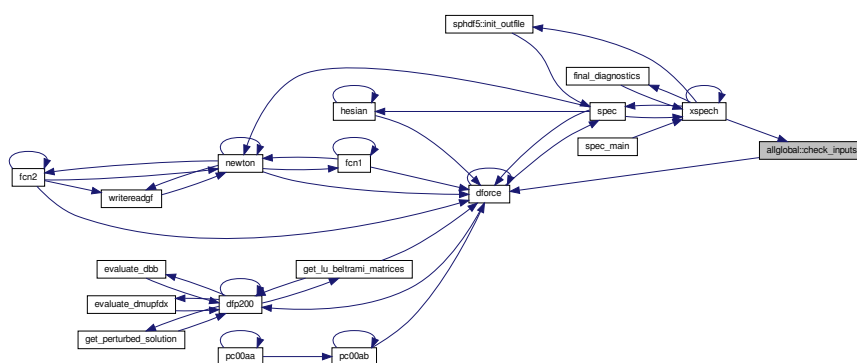 sphdf5::init_outfile
final_diagnostics
hesian
spec
xspech
spec_main
allglobal::check_inputs
newton
fcn1
fcn2
writereadgf
dforce
evaluate_dbb
get_lu_beltrami_matrices
evaluate_dmupfdx
dfp200
get_perturbed_solution
pc00aa
pc00ab